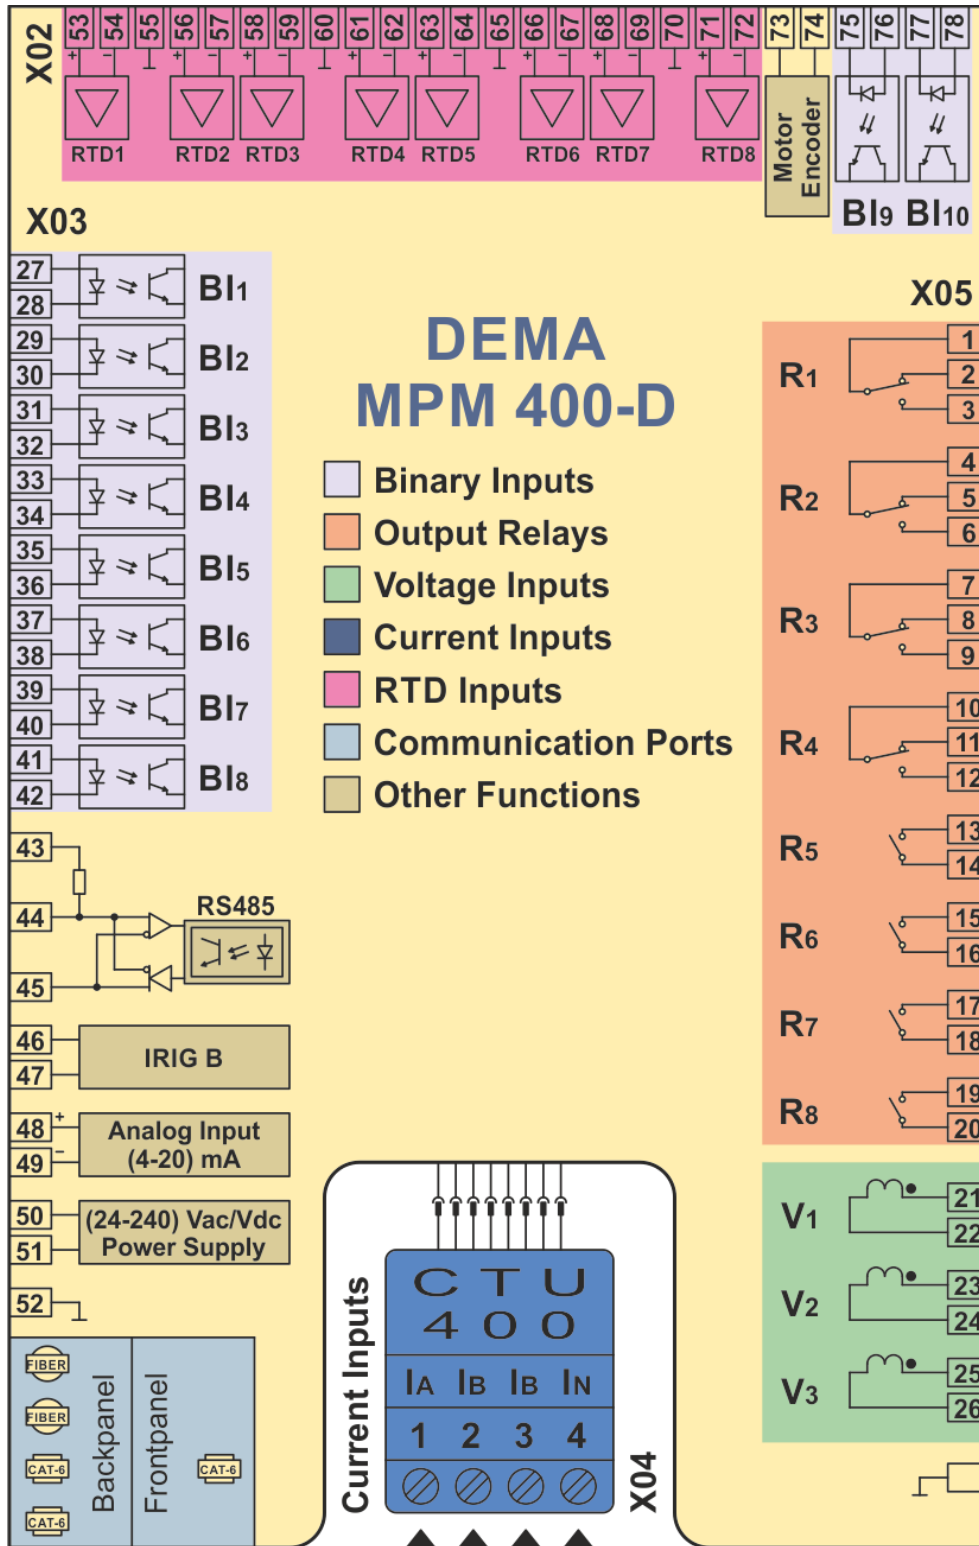 X02
53 54 55 56 57 58 59 60 61 62 63 64 65 66 67 68 69 70 71 72 73 74 75 76 77 78
+ − + − + − + − + − + − + − + −
RTD1 RTD2 RTD3 RTD4 RTD5 RTD6 RTD7 RTD8
Motor
Encoder
BI9 BI10
X03
27
28
BI1
29
30
BI2
31
32
BI3
33
34
BI4
35
36
BI5
37
38
BI6
39
40
BI7
41
42
BI8
43
44
45
RS485
46
47
IRIG B
48 +
49 −
Analog Input
(4-20) mA
50
51
(24-240) Vac/Vdc
Power Supply
52
FIBER
FIBER
CAT-6
CAT-6
Backpanel
Frontpanel
CAT-6
DEMA
MPM 400-D
Binary Inputs
Output Relays
Voltage Inputs
Current Inputs
RTD Inputs
Communication Ports
Other Functions
Current Inputs
CTU
400
IA IB IB IN
1 2 3 4
X04
X05
R1
1
2
3
R2
4
5
6
R3
7
8
9
R4
10
11
12
R5
13
14
R6
15
16
R7
17
18
R8
19
20
V1
21
22
V2
23
24
V3
25
26